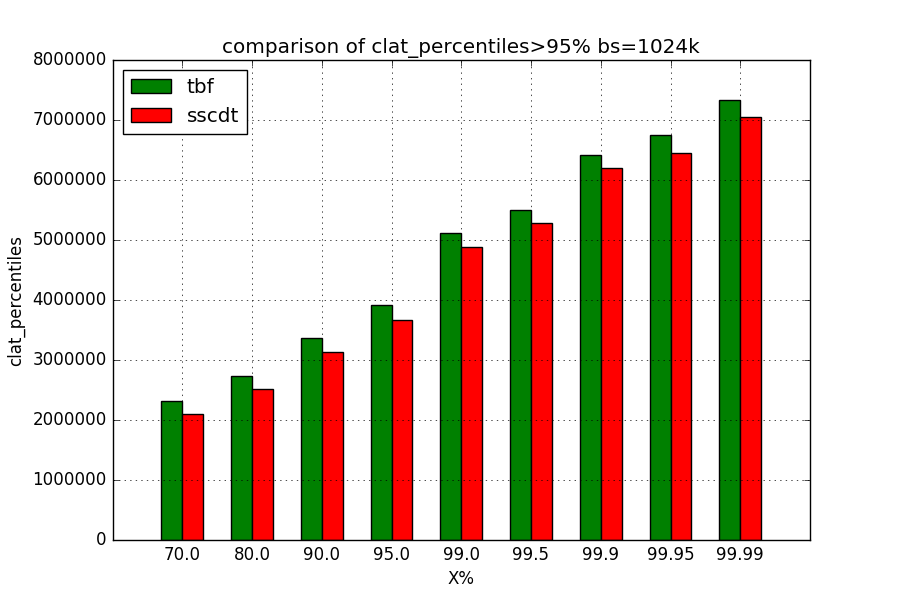 comparison of clat_percentiles>95% bs=1024k
8000000
7000000
6000000
5000000
4000000
3000000
2000000
1000000
0
clat_percentiles
tbf
sscdt
70.0 80.0 90.0 95.0 99.0 99.5 99.9 99.95 99.99
X%